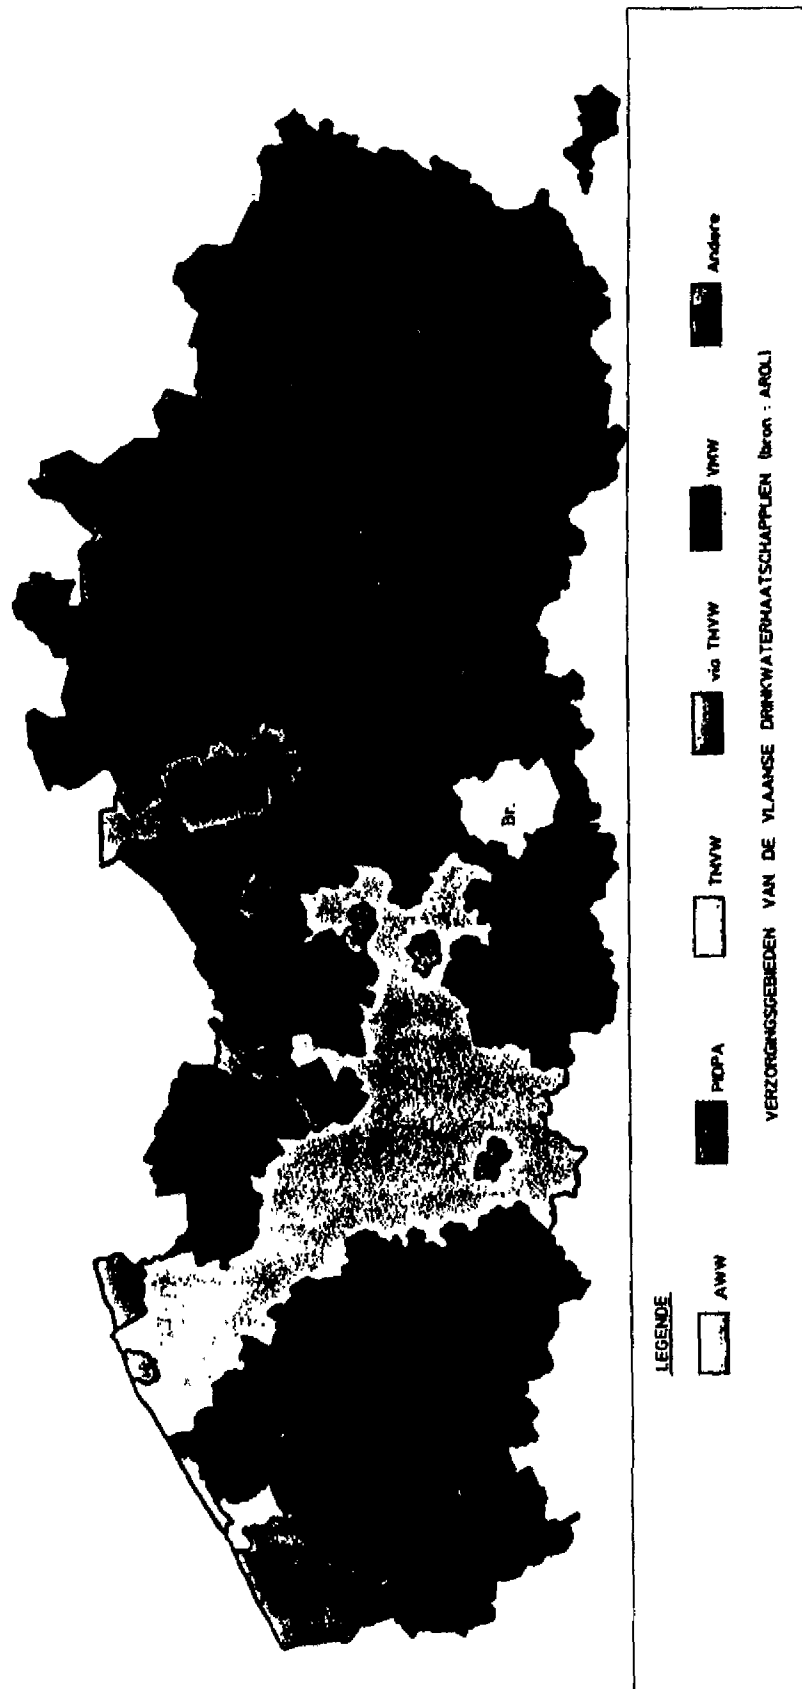 Br.
LEGENDE
AWW
PIDPA
TMVW
via TMVW
VMW
Andere
VERZORGINGSGEBIEDEN VAN DE VLAAMSE DRINKWATERMAATSCHAPPIJEN (bron : AROL)